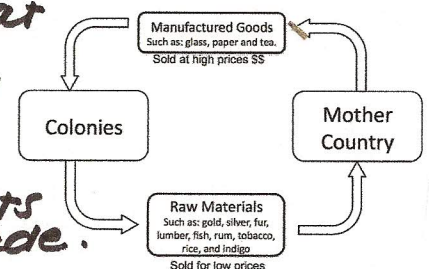 at
Manufactured Goods
Such as: glass, paper and tea.
Sold at high prices $$
Colonies
Mother
Country
Raw Materials
Such as: gold, silver, fur,
lumber, fish, rum, tobacco,
rice, and indigo
Sold for low prices